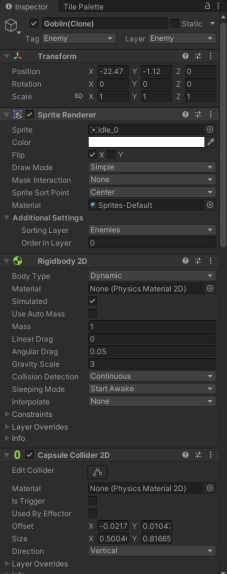 Inspector Tile Palette
Goblin(Clone) Static
Tag Enemy Layer Enemy
Transform
Position X -22.47 Y -1.12 Z 0
Rotation X 0 Y 0 Z 0
Scale X 1 Y 1 Z 1
Sprite Renderer
Sprite Idle_0
Color
Flip X Y
Draw Mode Simple
Mask Interaction None
Sprite Sort Point Center
Material Sprites-Default
Additional Settings
Sorting Layer Enemies
Order in Layer 0
Rigidbody 2D
Body Type Dynamic
Material None (Physics Material 2D)
Simulated
Use Auto Mass
Mass 1
Linear Drag 0
Angular Drag 0.05
Gravity Scale 3
Collision Detection Continuous
Sleeping Mode Start Awake
Interpolate None
Constraints
Layer Overrides
Info
Capsule Collider 2D
Edit Collider
Material None (Physics Material 2D)
Is Trigger
Used By Effector
Offset X -0.0217 Y 0.0104
Size X 0.5004 Y 0.81665
Direction Vertical
Layer Overrides